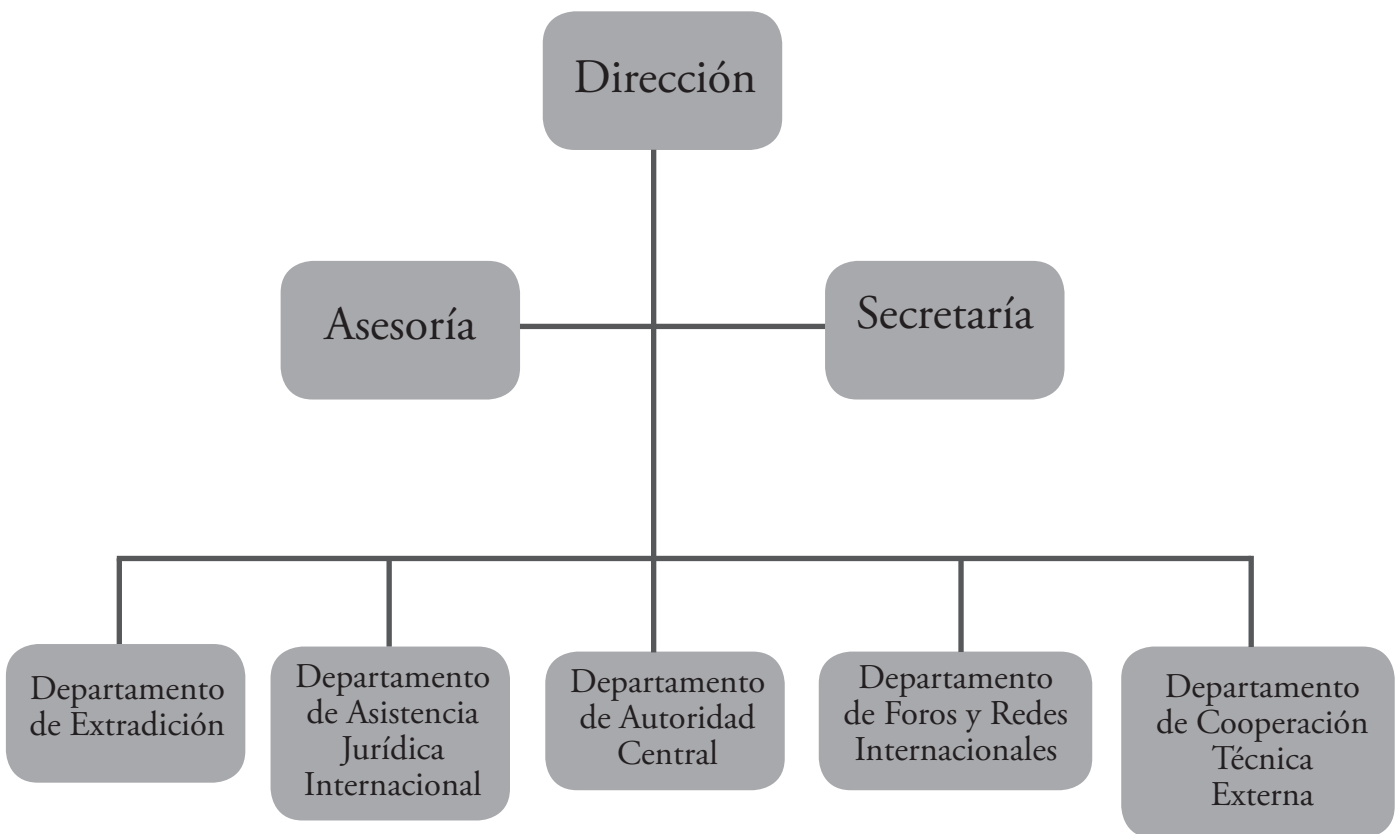 Dirección
Asesoría
Secretaría
Departamento
de Extradición
Departamento
de Asistencia
Jurídica
Internacional
Departamento
de Autoridad
Central
Departamento
de Foros y Redes
Internacionales
Departamento
de Cooperación
Técnica
Externa